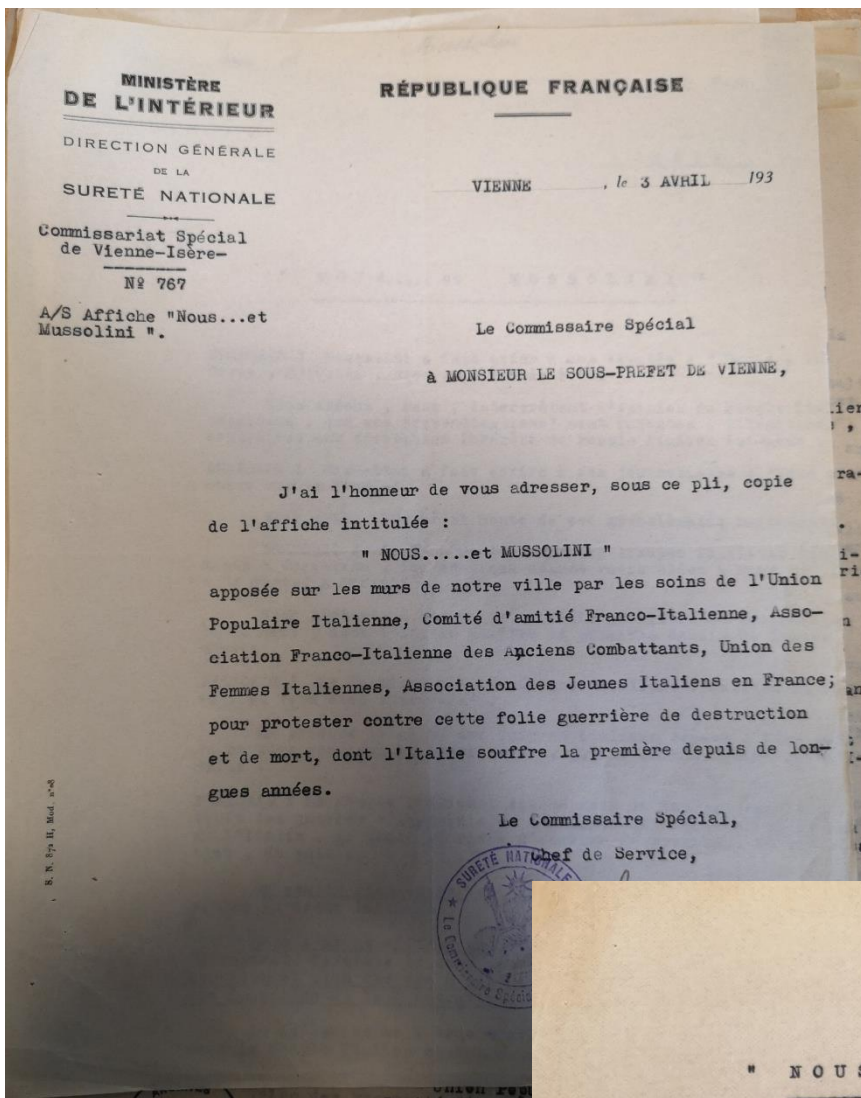 MINISTÈRE
DE L'INTÉRIEUR
DIRECTION GÉNÉRALE
DE LA
SURETÉ NATIONALE
Commissariat Spécial
de Vienne-Isère-
Nº 767
A/S Affiche "Nous...et
Mussolini ".
RÉPUBLIQUE FRANÇAISE
VIENNE , le 3 AVRIL 193
Le Commissaire Spécial
à MONSIEUR LE SOUS-PREFET DE VIENNE,
J'ai l'honneur de vous adresser, sous ce pli, copie
de l'affiche intitulée :
" NOUS.....et MUSSOLINI "
apposée sur les murs de notre ville par les soins de l'Union
Populaire Italienne, Comité d'amitié Franco-Italienne, Asso-
ciation Franco-Italienne des Anciens Combattants, Union des
Femmes Italiennes, Association des Jeunes Italiens en France;
pour protester contre cette folie guerrière de destruction
et de mort, dont l'Italie souffre la première depuis de lon-
gues années.
Le Commissaire Spécial,
Chef de Service,
SURETÉ NATIONALE
Le Commissaire Spécial
" NOUS